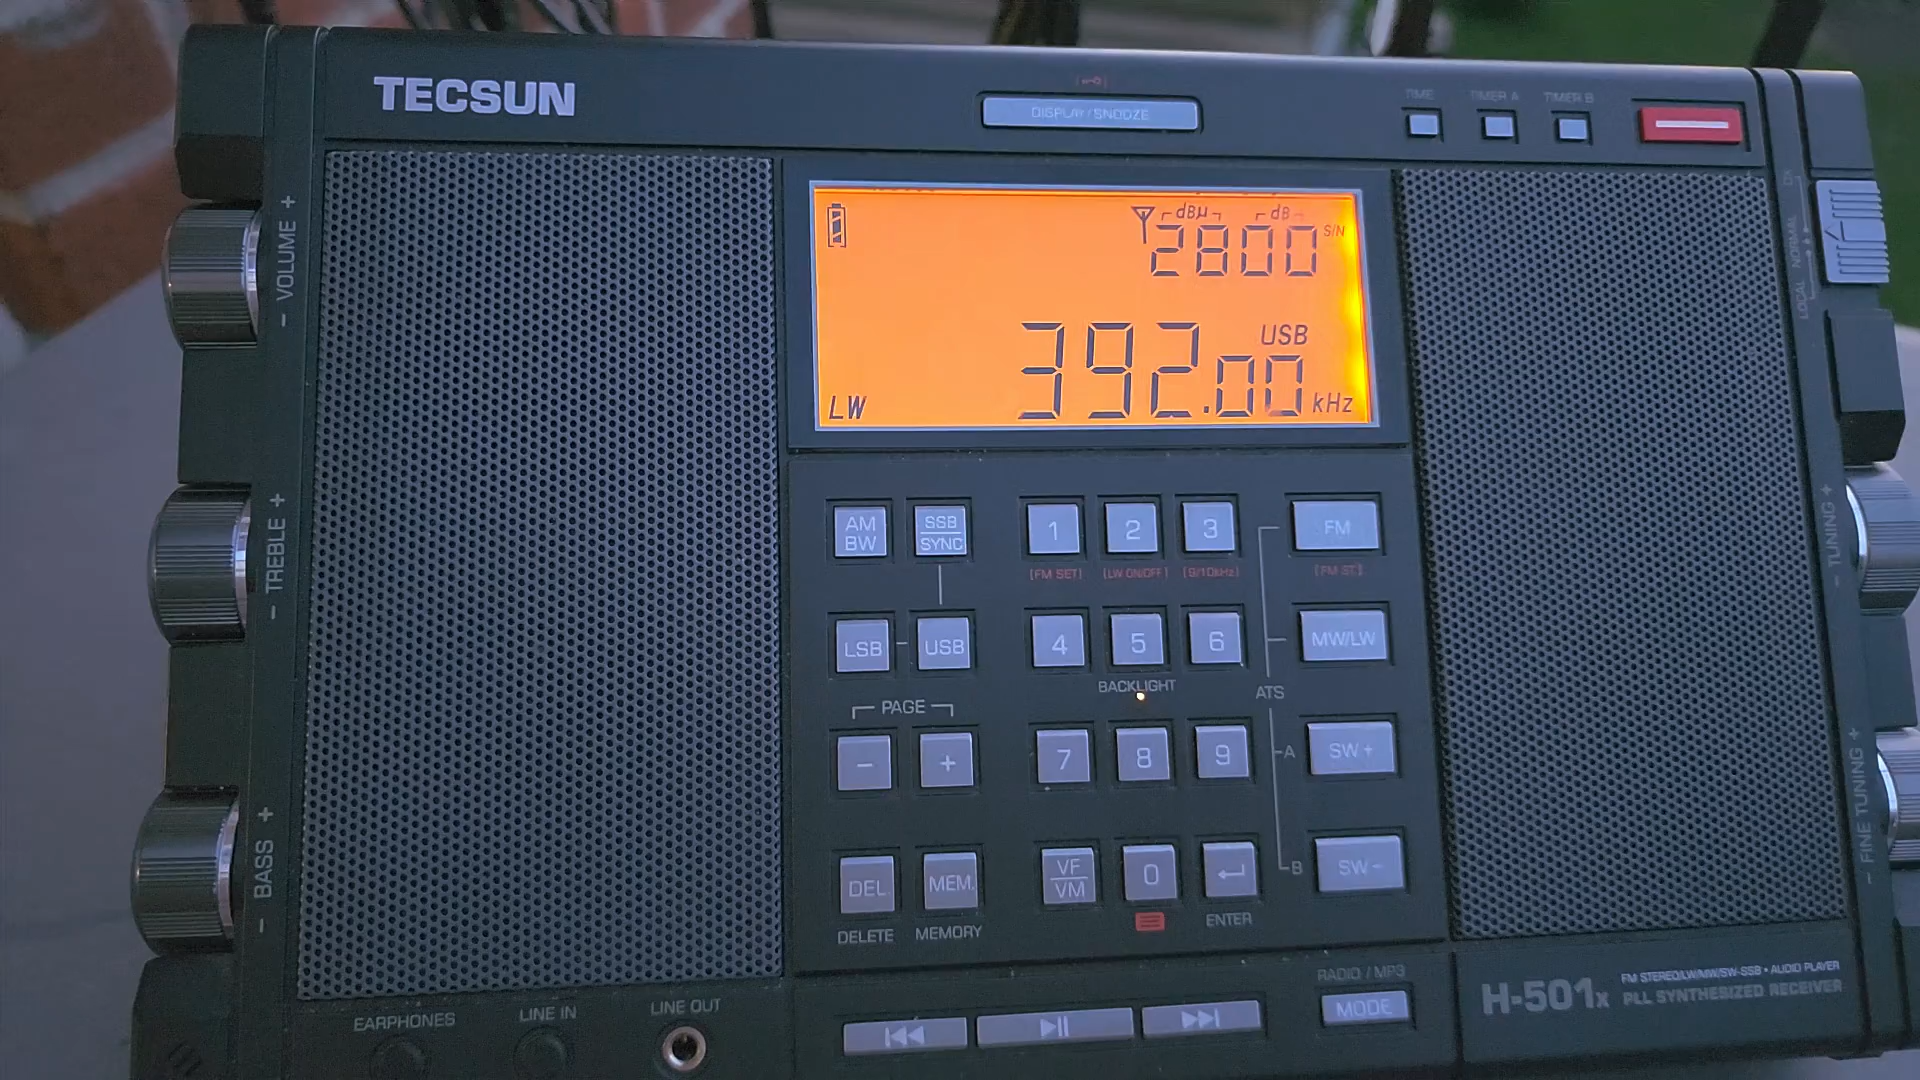 TECSUN
DISPLAY / SNOOZE
TIME
TIMER A
TIMER B
- VOLUME +
- TREBLE +
- BASS +
dBµ
dB
2800
S/N
USB
392.00
kHz
LW
LOCAL NORMAL
- TUNING +
- FINE TUNING +
AM
BW
SSB
SYNC
1
2
3
FM
[FM SET]
[LW ON/OFF]
[9/10kHz]
[FM ST.]
LSB
-
USB
4
5
6
MW/LW
BACKLIGHT
ATS
PAGE
-
+
7
8
9
A
SW +
DEL.
MEM.
VF
VM
0
B
SW -
DELETE
MEMORY
ENTER
RADIO / MP3
MODE
EARPHONES
LINE IN
LINE OUT
H-501x
FM STEREO/LW/MW/SW-SSB • AUDIO PLAYER
PLL SYNTHESIZED RECEIVER